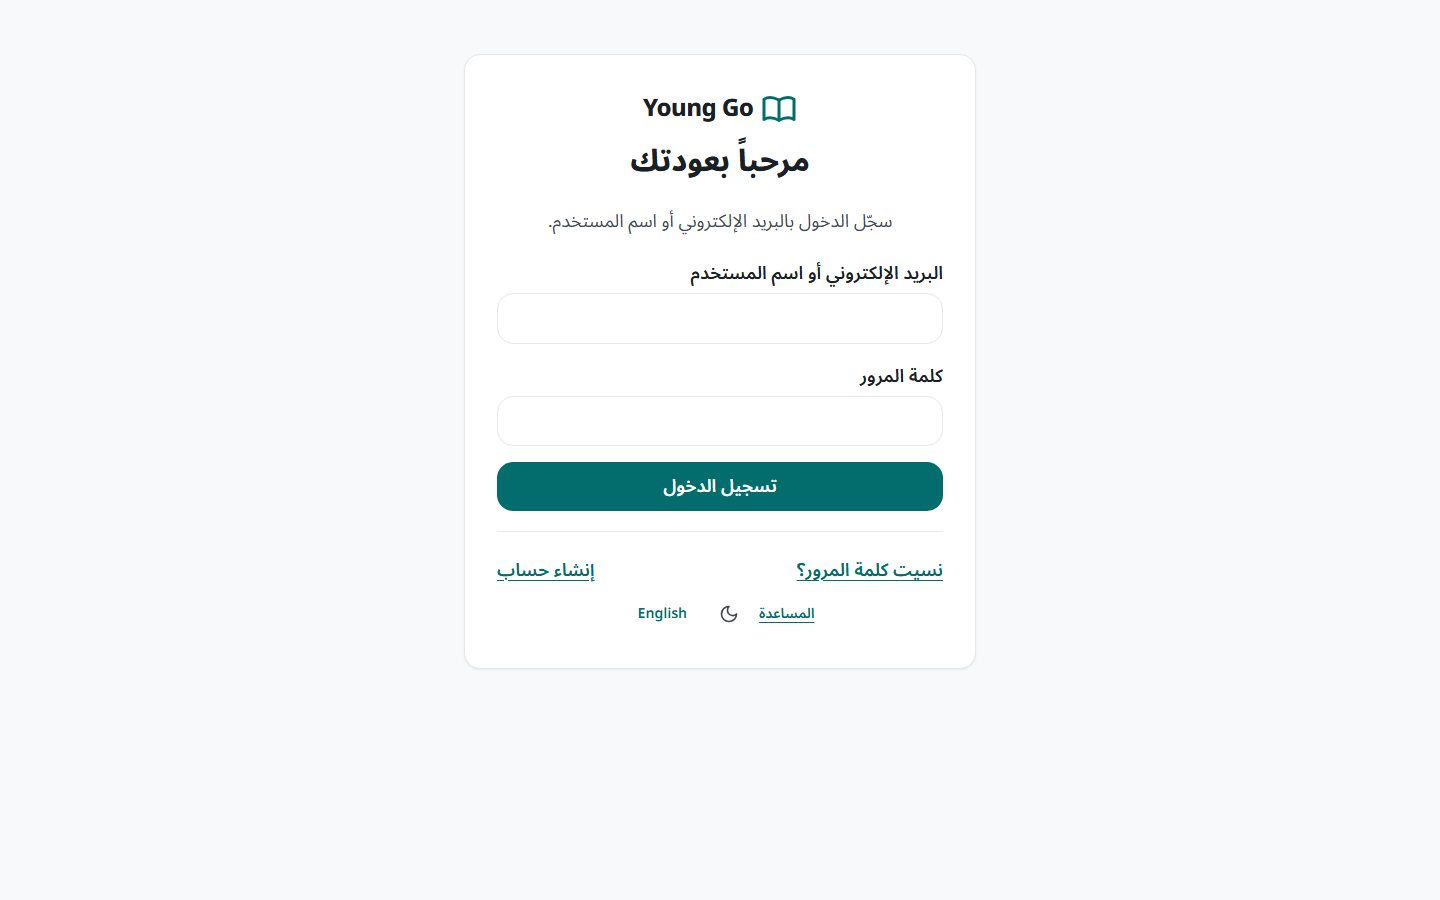 Young Go
مرحباً بعودتك
سجّل الدخول بالبريد الإلكتروني أو اسم المستخدم.
البريد الإلكتروني أو اسم المستخدم
كلمة المرور
تسجيل الدخول
نسيت كلمة المرور؟ إنشاء حساب
المساعدة English